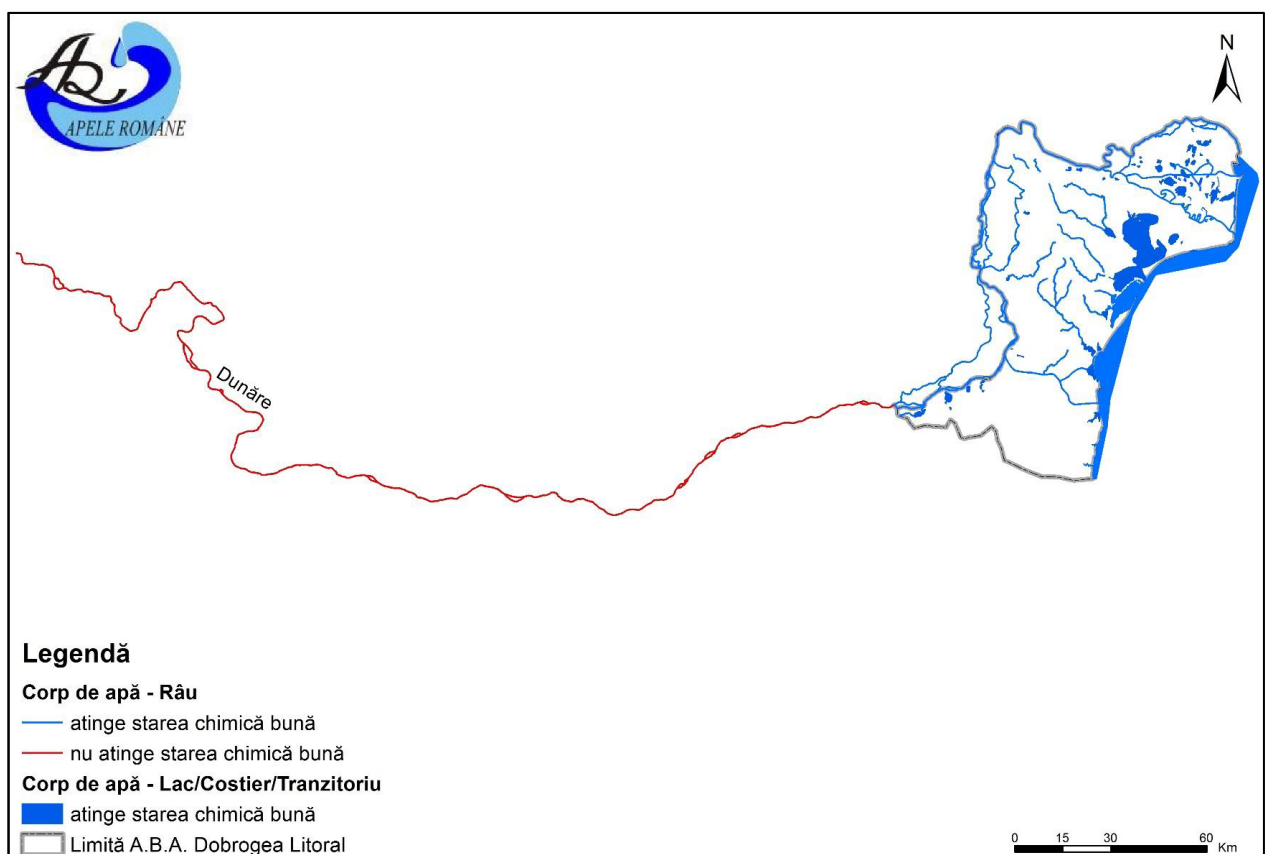 APELE ROMÂNE
N
Dunăre
Legendă
Corp de apă - Râu
atinge starea chimică bună
nu atinge starea chimică bună
Corp de apă - Lac/Costier/Tranzitoriu
atinge starea chimică bună
Limită A.B.A. Dobrogea Litoral
0 15 30 60
Km